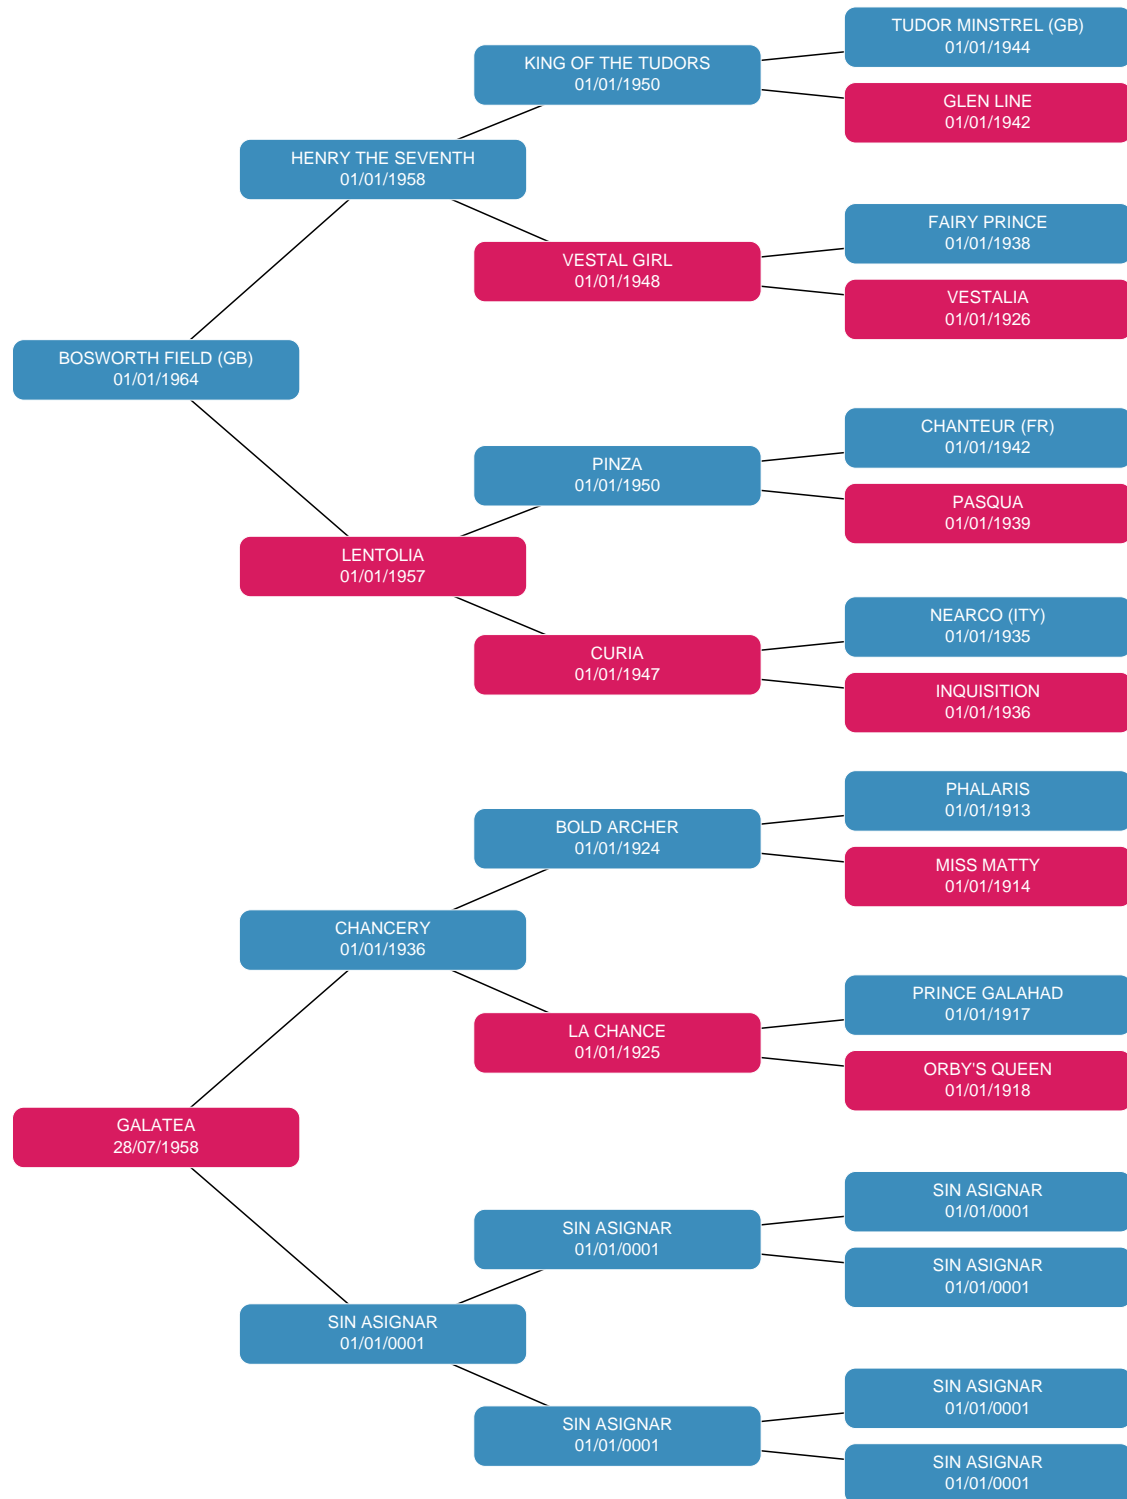 TUDOR MINSTREL (GB)
01/01/1944
KING OF THE TUDORS
01/01/1950
GLEN LINE
01/01/1942
HENRY THE SEVENTH
01/01/1958
FAIRY PRINCE
01/01/1938
VESTAL GIRL
01/01/1948
VESTALIA
01/01/1926
BOSWORTH FIELD (GB)
01/01/1964
CHANTEUR (FR)
01/01/1942
PINZA
01/01/1950
PASQUA
01/01/1939
LENTOLIA
01/01/1957
NEARCO (ITY)
01/01/1935
CURIA
01/01/1947
INQUISITION
01/01/1936
PHALARIS
01/01/1913
BOLD ARCHER
01/01/1924
MISS MATTY
01/01/1914
CHANCERY
01/01/1936
PRINCE GALAHAD
01/01/1917
LA CHANCE
01/01/1925
ORBY'S QUEEN
01/01/1918
GALATEA
28/07/1958
SIN ASIGNAR
01/01/0001
SIN ASIGNAR
01/01/0001
SIN ASIGNAR
01/01/0001
SIN ASIGNAR
01/01/0001
SIN ASIGNAR
01/01/0001
SIN ASIGNAR
01/01/0001
SIN ASIGNAR
01/01/0001